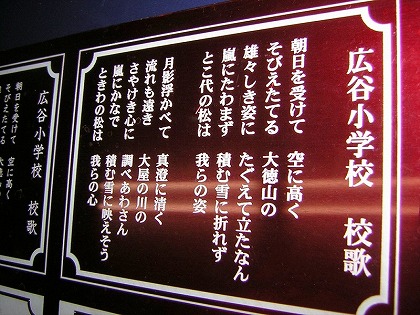 広谷小学校　校歌
朝日を受けて　空に高く
そびえたてる　大徳山の
雄々しき姿に　たぐえて立たなん
嵐にたわまず　積む雪に折れず
とこ代の松は　我らの姿
月影浮かべて　真澄に清く
流れも遠き　大屋の川の
さやけき心に　調べあわさん
嵐にかなで　積む雪に映えそう
ときわの松は　我らの心
広谷小学校　校歌
朝日を受けて　空に高く
そびえたてる